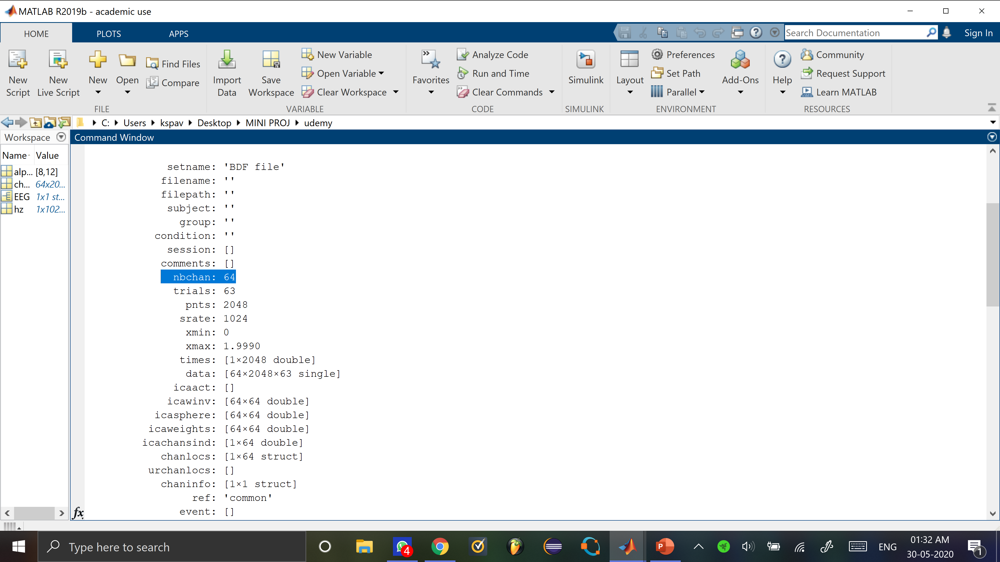 MATLAB R2019b - academic use
HOME PLOTS APPS
Search Documentation
Sign In
New Script
New Live Script
New
Open
Find Files
Compare
FILE
Import Data
Save Workspace
New Variable
Open Variable
Clear Workspace
VARIABLE
Favorites
Analyze Code
Run and Time
Clear Commands
CODE
Simulink
SIMULINK
Layout
Preferences
Set Path
Parallel
Add-Ons
ENVIRONMENT
Help
Community
Request Support
Learn MATLAB
RESOURCES
C: Users kspav Desktop MINI PROJ udemy
Workspace
Name Value
alp... [8,12]
ch... 64x20...
EEG 1x1 st...
hz 1x102...
Command Window
setname: 'BDF file'
filename: ''
filepath: ''
subject: ''
group: ''
condition: ''
session: []
comments: []
nbchan: 64
trials: 63
pnts: 2048
srate: 1024
xmin: 0
xmax: 1.9990
times: [1×2048 double]
data: [64×2048×63 single]
icaact: []
icawinv: [64×64 double]
icasphere: [64×64 double]
icaweights: [64×64 double]
icachansind: [1×64 double]
chanlocs: [1×64 struct]
urchanlocs: []
chaninfo: [1×1 struct]
ref: 'common'
event: []
fx
Type here to search
4
P
ENG
01:32 AM
30-05-2020
1